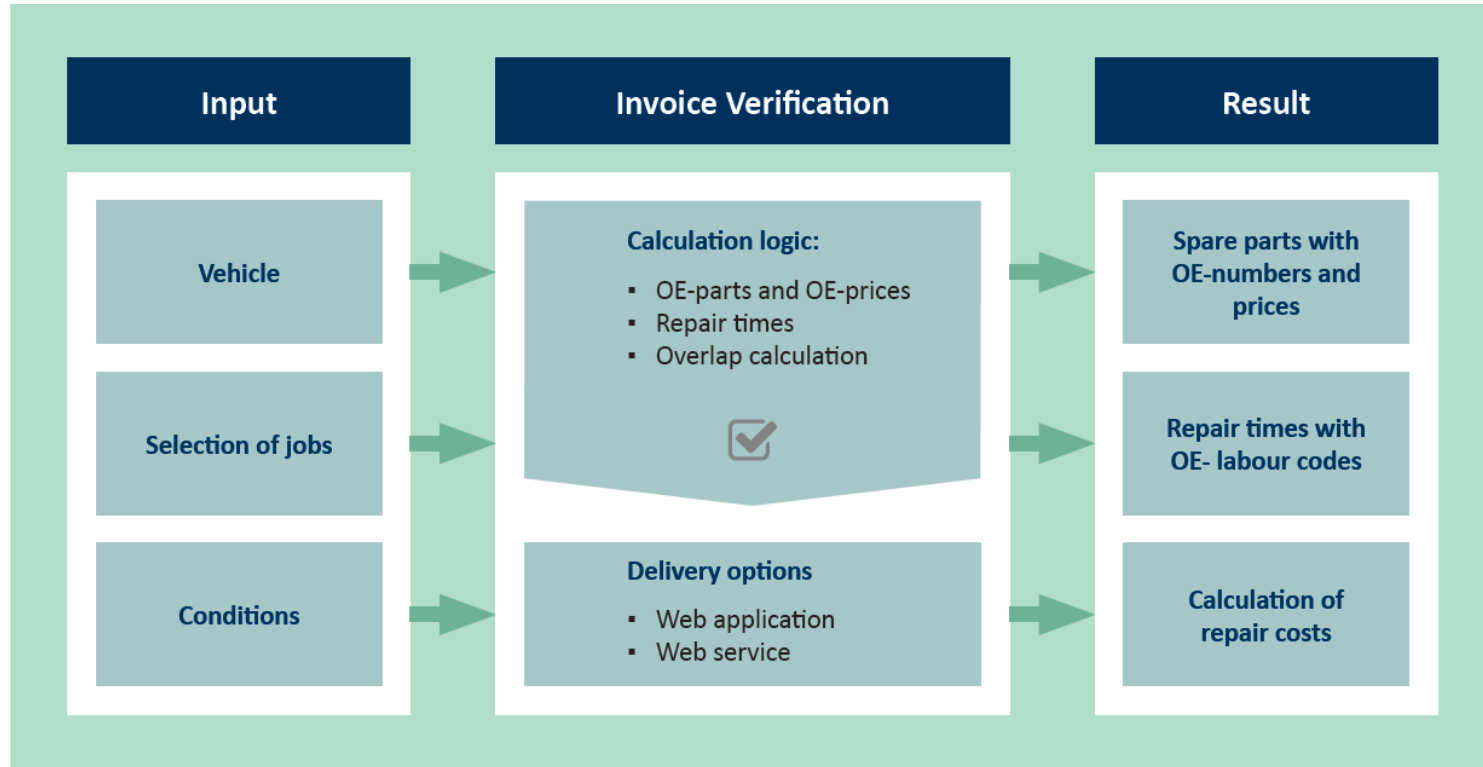 Input
Invoice Verification
Result
Vehicle
Selection of jobs
Conditions
Calculation logic:
▪ OE-parts and OE-prices
▪ Repair times
▪ Overlap calculation
Delivery options
▪ Web application
▪ Web service
Spare parts with
OE-numbers and
prices
Repair times with
OE- labour codes
Calculation of
repair costs